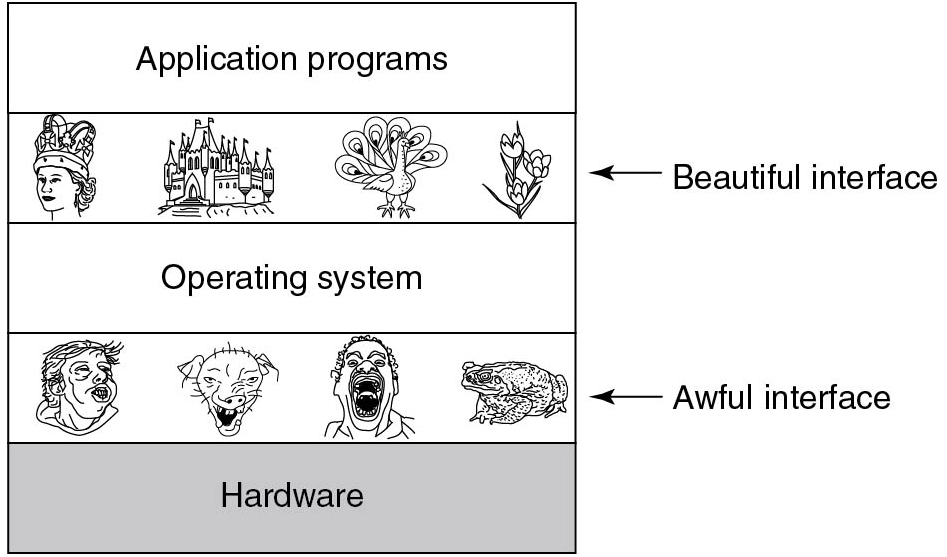 Application programs
Beautiful interface
Operating system
Awful interface
Hardware